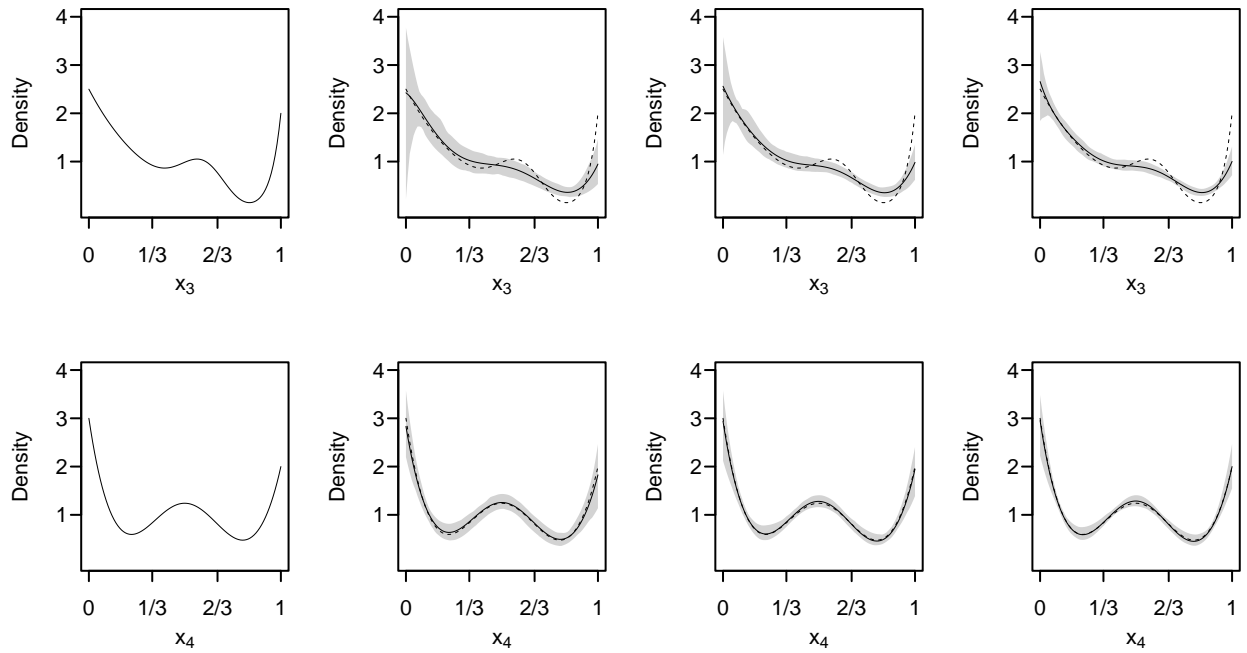 4 4 4 4
3 3 3 3
2 2 2 2
1 1 1 1
Density Density Density Density
0 1/3 2/3 1 0 1/3 2/3 1 0 1/3 2/3 1 0 1/3 2/3 1
x₃ x₃ x₃ x₃
4 4 4 4
3 3 3 3
2 2 2 2
1 1 1 1
Density Density Density Density
0 1/3 2/3 1 0 1/3 2/3 1 0 1/3 2/3 1 0 1/3 2/3 1
x₄ x₄ x₄ x₄